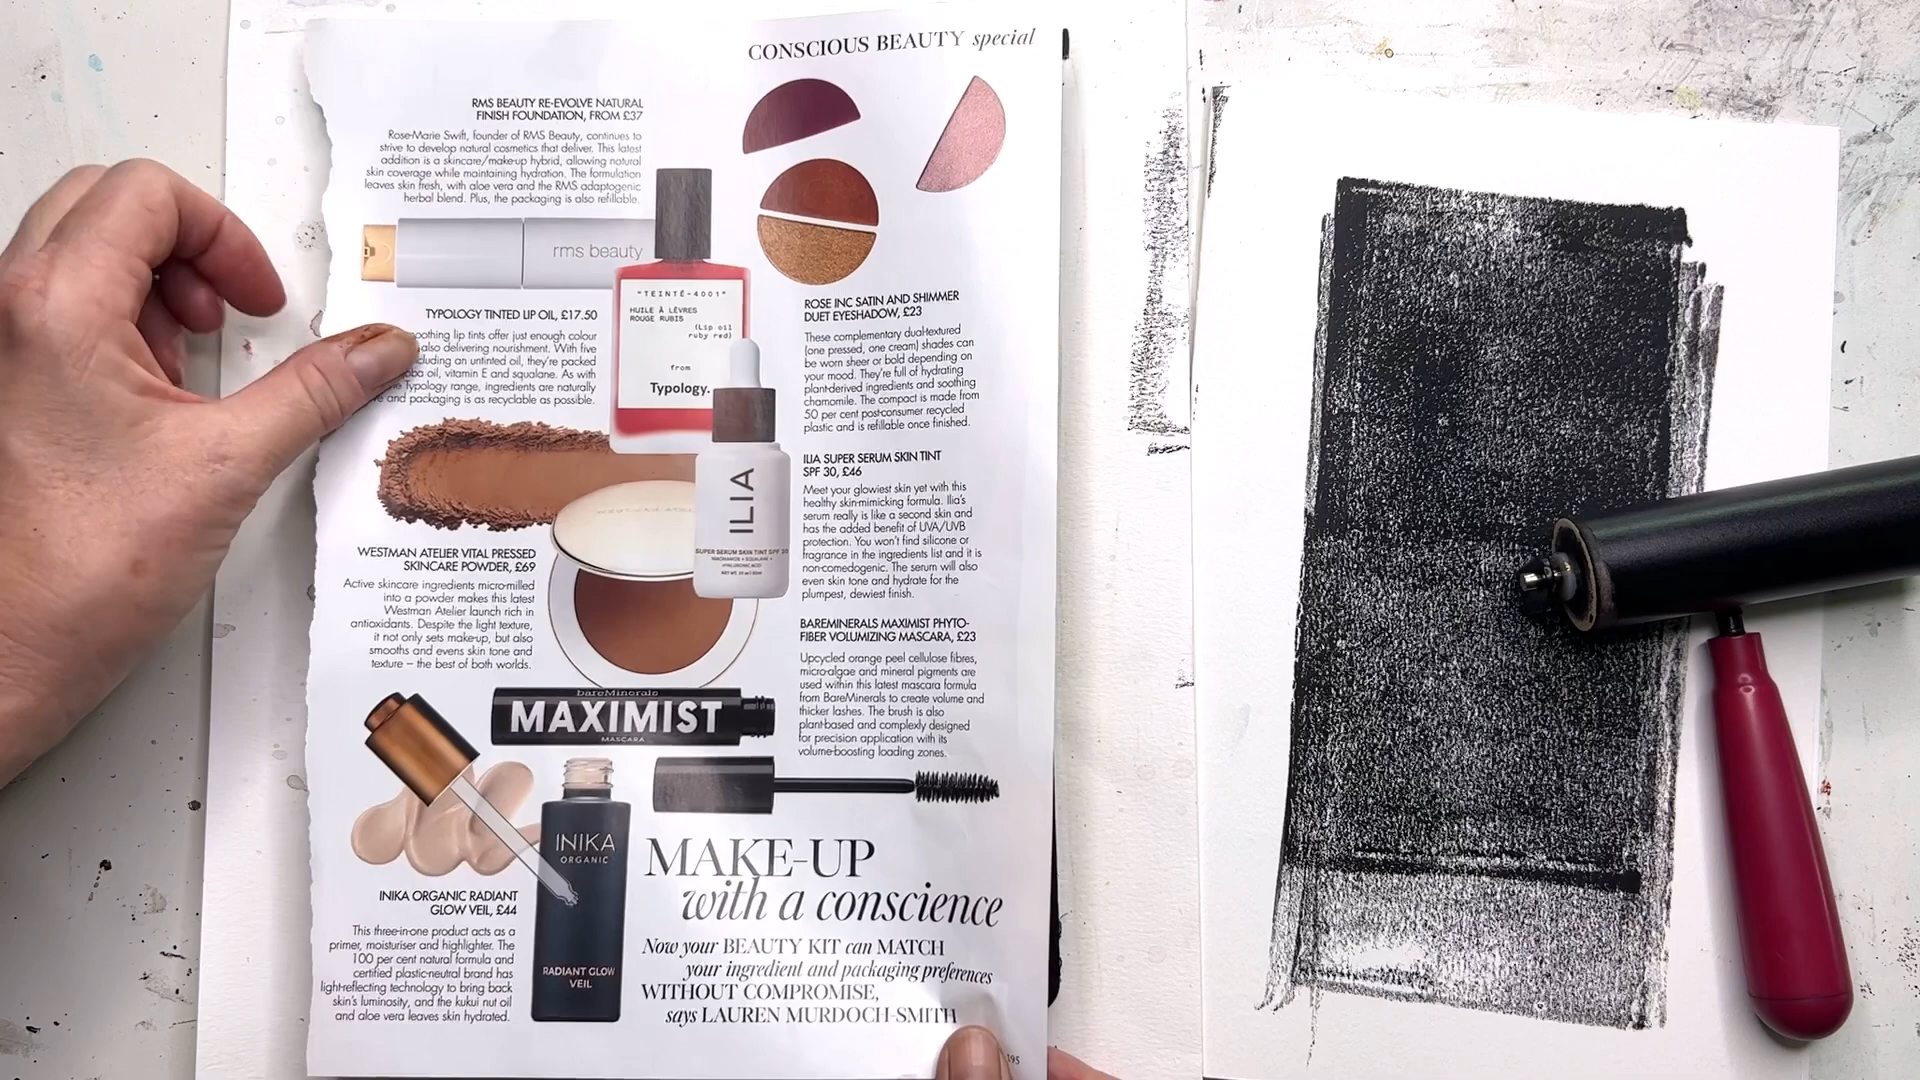 CONSCIOUS BEAUTY special
RMS BEAUTY RE-EVOLVE NATURAL
FINISH FOUNDATION, FROM £37
Rose-Marie Swift, founder of RMS Beauty, continues to
strive to develop natural cosmetics that deliver. This latest
addition is a skincare/make-up hybrid, allowing natural
skin coverage while maintaining hydration. The formulation
leaves skin fresh, with aloe vera and the RMS adaptogenic
herbal blend. Plus, the packaging is also refillable.
rms beauty
"TEINTÉ-4001"
HUILE À LÈVRES
ROUGE RUBIS
(Lip oil
ruby red)
from
Typology.
TYPOLOGY TINTED LIP OIL, £17.50
oothing lip tints offer just enough colour
also delivering nourishment. With five
cluding an untinted oil, they're packed
oba oil, vitamin E and squalane. As with
Typology range, ingredients are naturally
and packaging is as recyclable as possible.
ROSE INC SATIN AND SHIMMER
DUET EYESHADOW, £23
These complementary dual-textured
(one pressed, one cream) shades can
be worn sheer or bold depending on
your mood. They're full of hydrating
plant-derived ingredients and soothing
chamomile. The compact is made from
50 per cent post-consumer recycled
plastic and is refillable once finished.
ILIA
SUPER SERUM SKIN TINT SPF 30
ILIA SUPER SERUM SKIN TINT
SPF 30, £46
Meet your glowiest skin yet with this
healthy skin-mimicking formula. Ilia's
serum really is like a second skin and
has the added benefit of UVA/UVB
protection. You won't find silicone or
fragrance in the ingredients list and it is
non-comedogenic. The serum will also
even skin tone and hydrate for the
plumpest, dewiest finish.
WESTMAN ATELIER VITAL PRESSED
SKINCARE POWDER, £69
Active skincare ingredients micro-milled
into a powder makes this latest
Westman Atelier launch rich in
antioxidants. Despite the light texture,
it not only sets make-up, but also
smooths and evens skin tone and
texture – the best of both worlds.
BAREMINERALS MAXIMIST PHYTO-
FIBER VOLUMIZING MASCARA, £23
Upcycled orange peel cellulose fibres,
micro-algae and mineral pigments are
used within this latest mascara formula
from BareMinerals to create volume and
thicker lashes. The brush is also
plant-based and complexly designed
for precision application with its
volume-boosting loading zones.
bareMinerals
MAXIMIST
MASCARA
INIKA
ORGANIC
RADIANT GLOW
VEIL
INIKA ORGANIC RADIANT
GLOW VEIL, £44
This three-in-one product acts as a
primer, moisturiser and highlighter. The
100 per cent natural formula and
certified plastic-neutral brand has
light-reflecting technology to bring back
skin's luminosity, and the kukui nut oil
and aloe vera leaves skin hydrated.
MAKE-UP
with a conscience
Now your BEAUTY KIT can MATCH
your ingredient and packaging preferences
WITHOUT COMPROMISE,
says LAUREN MURDOCH-SMITH
195